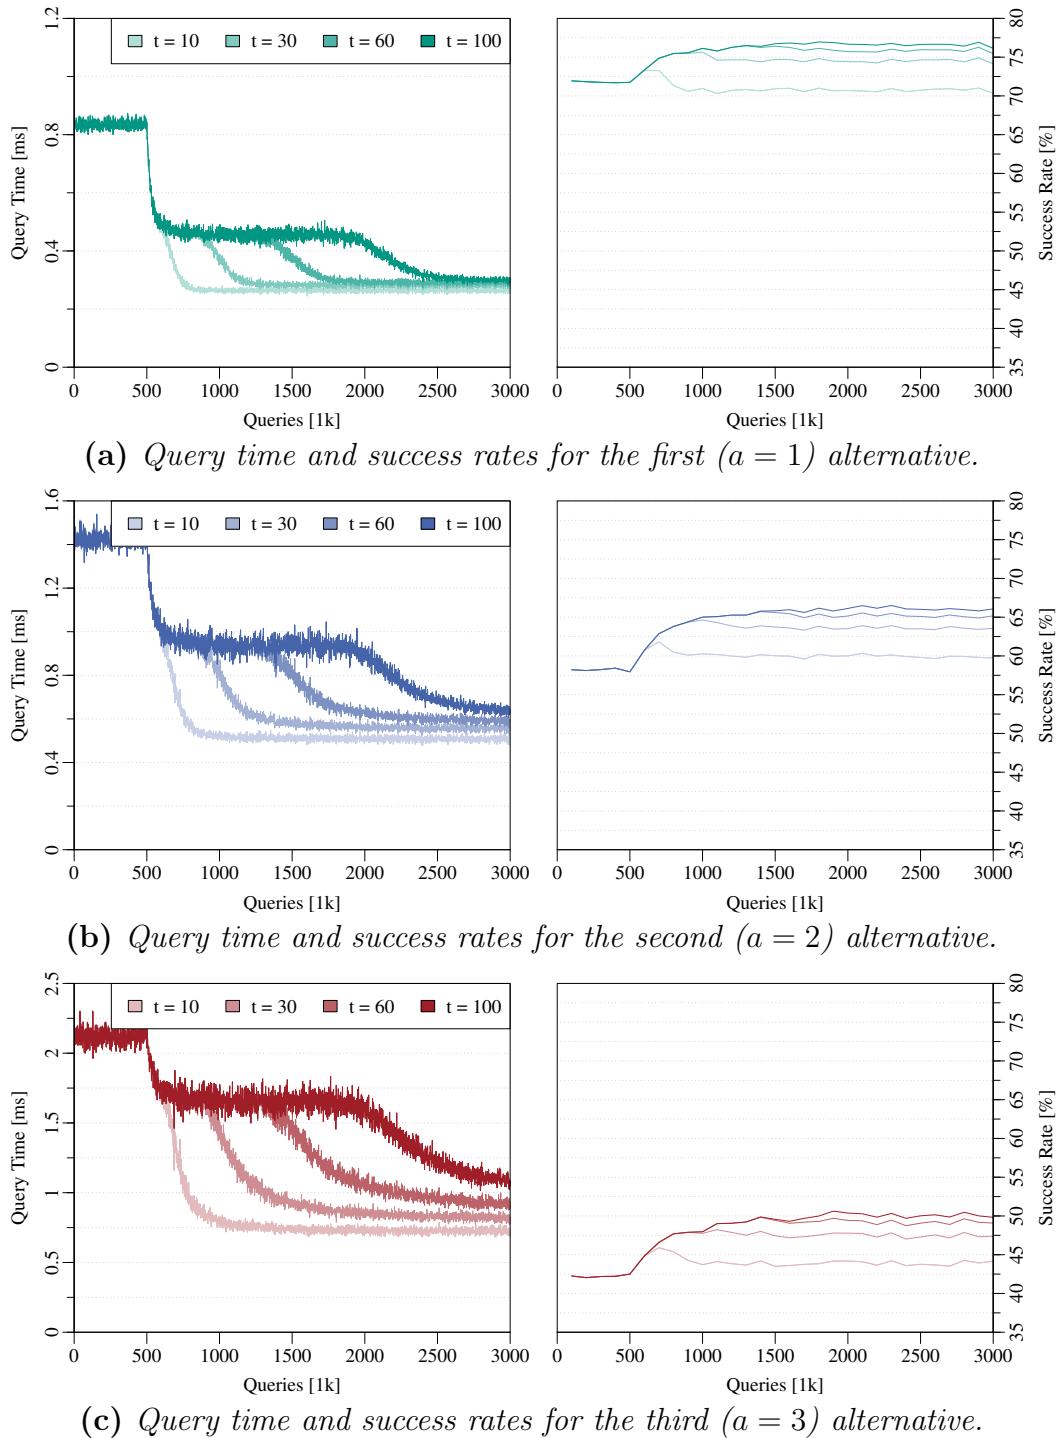 t = 10 t = 30 t = 60 t = 100
Query Time [ms]
0 0.4 0.8 1.2
0 500 1000 1500 2000 2500 3000
Queries [1k]
0 500 1000 1500 2000 2500 3000
Queries [1k]
35 40 45 50 55 60 65 70 75 80
Success Rate [%]
(a) Query time and success rates for the first (a = 1) alternative.
t = 10 t = 30 t = 60 t = 100
Query Time [ms]
0 0.4 0.8 1.2 1.6
0 500 1000 1500 2000 2500 3000
Queries [1k]
0 500 1000 1500 2000 2500 3000
Queries [1k]
35 40 45 50 55 60 65 70 75 80
Success Rate [%]
(b) Query time and success rates for the second (a = 2) alternative.
t = 10 t = 30 t = 60 t = 100
Query Time [ms]
0 0.5 1 1.5 2 2.5
0 500 1000 1500 2000 2500 3000
Queries [1k]
0 500 1000 1500 2000 2500 3000
Queries [1k]
35 40 45 50 55 60 65 70 75 80
Success Rate [%]
(c) Query time and success rates for the third (a = 3) alternative.